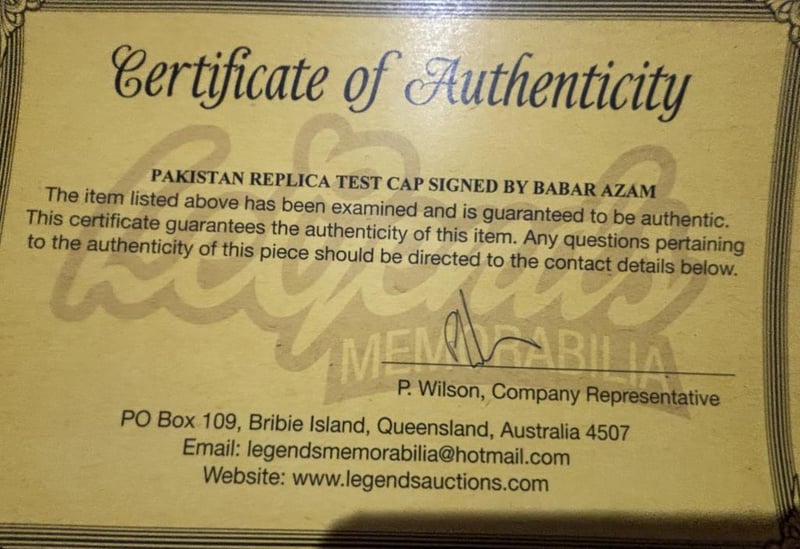 Certificate of Authenticity
PAKISTAN REPLICA TEST CAP SIGNED BY BABAR AZAM
The item listed above has been examined and is guaranteed to be authentic.
This certificate guarantees the authenticity of this item. Any questions pertaining
to the authenticity of this piece should be directed to the contact details below.
Legends
MEMORABILIA
P. Wilson, Company Representative
PO Box 109, Bribie Island, Queensland, Australia 4507
Email: legendsmemorabilia@hotmail.com
Website: www.legendsauctions.com